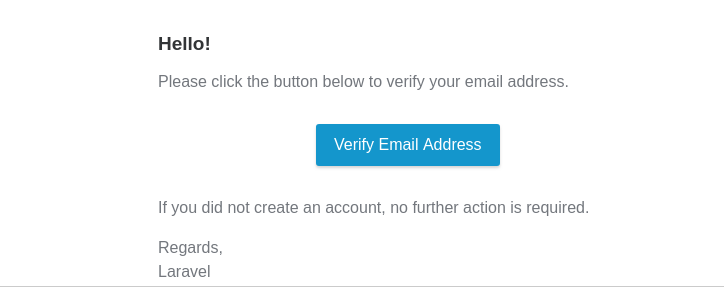 Hello!
Please click the button below to verify your email address.
Verify Email Address
If you did not create an account, no further action is required.
Regards,
Laravel